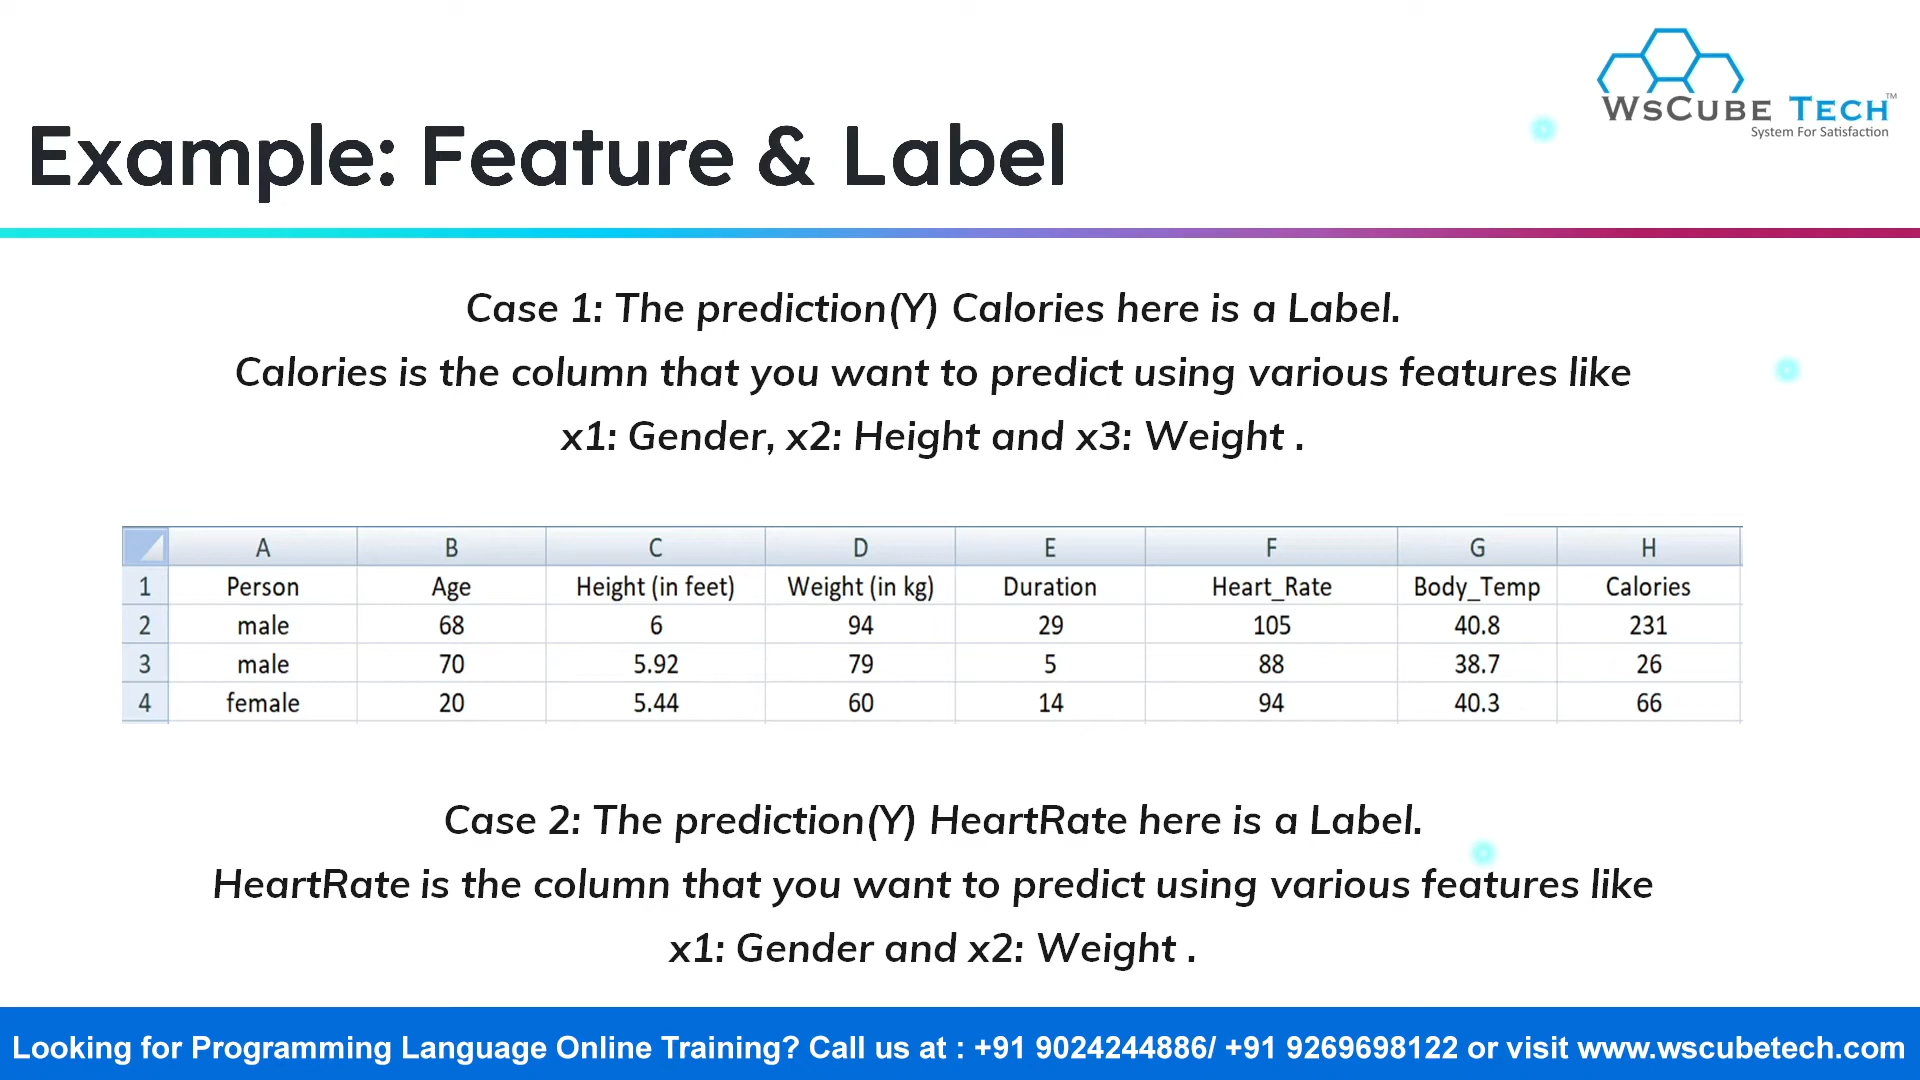 WsCube Tech™
System For Satisfaction
Example: Feature & Label
Case 1: The prediction(Y) Calories here is a Label.
Calories is the column that you want to predict using various features like
x1: Gender, x2: Height and x3: Weight .
A B C D E F G H
1 Person Age Height (in feet) Weight (in kg) Duration Heart_Rate Body_Temp Calories
2 male 68 6 94 29 105 40.8 231
3 male 70 5.92 79 5 88 38.7 26
4 female 20 5.44 60 14 94 40.3 66
Case 2: The prediction(Y) HeartRate here is a Label.
HeartRate is the column that you want to predict using various features like
x1: Gender and x2: Weight .
Looking for Programming Language Online Training? Call us at : +91 9024244886/ +91 9269698122 or visit www.wscubetech.com